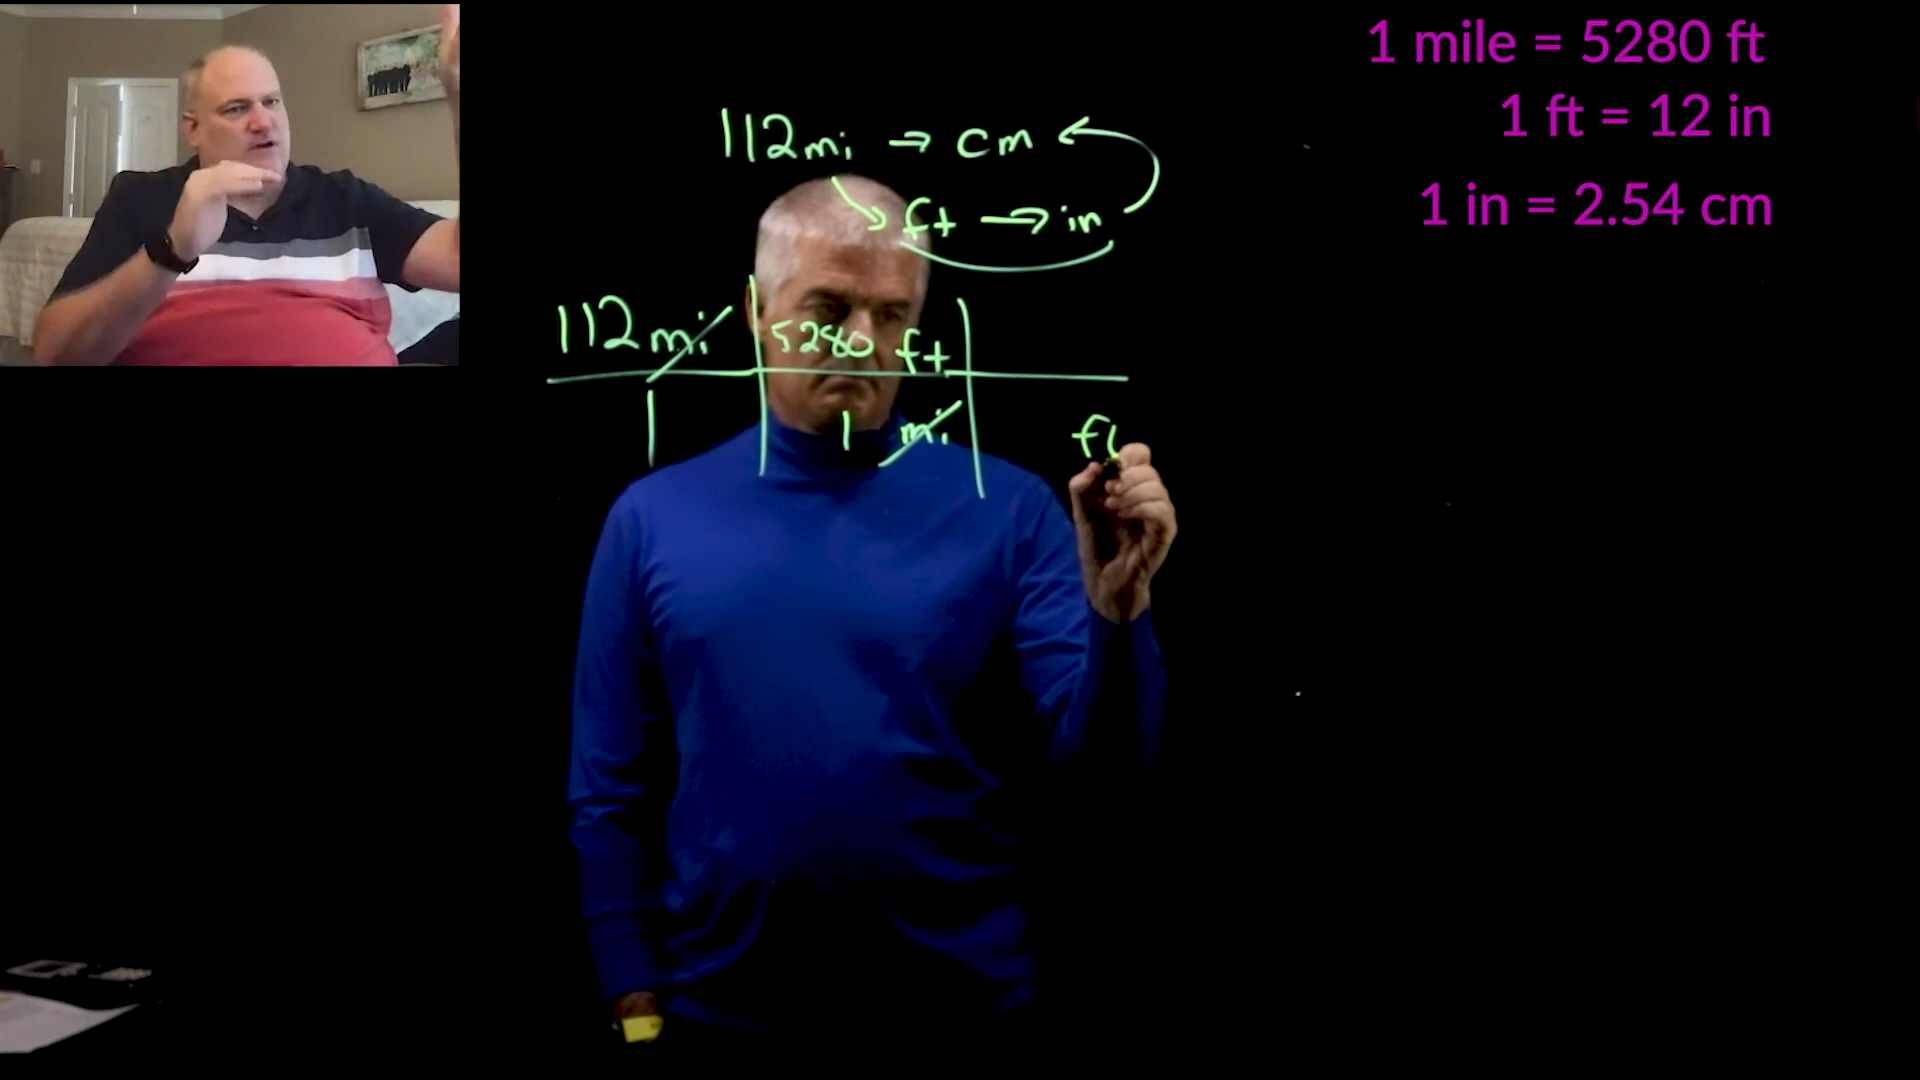 1 mile = 5280 ft
1 ft = 12 in
1 in = 2.54 cm
112 mi → cm
ft → in
112 mi | 5280 ft |
1 | 1 mi | ft